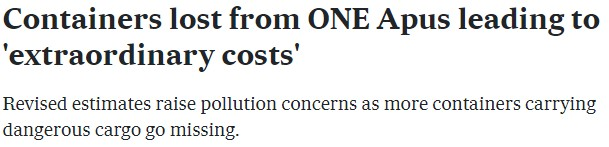 Containers lost from ONE Apus leading to
'extraordinary costs'
Revised estimates raise pollution concerns as more containers carrying
dangerous cargo go missing.